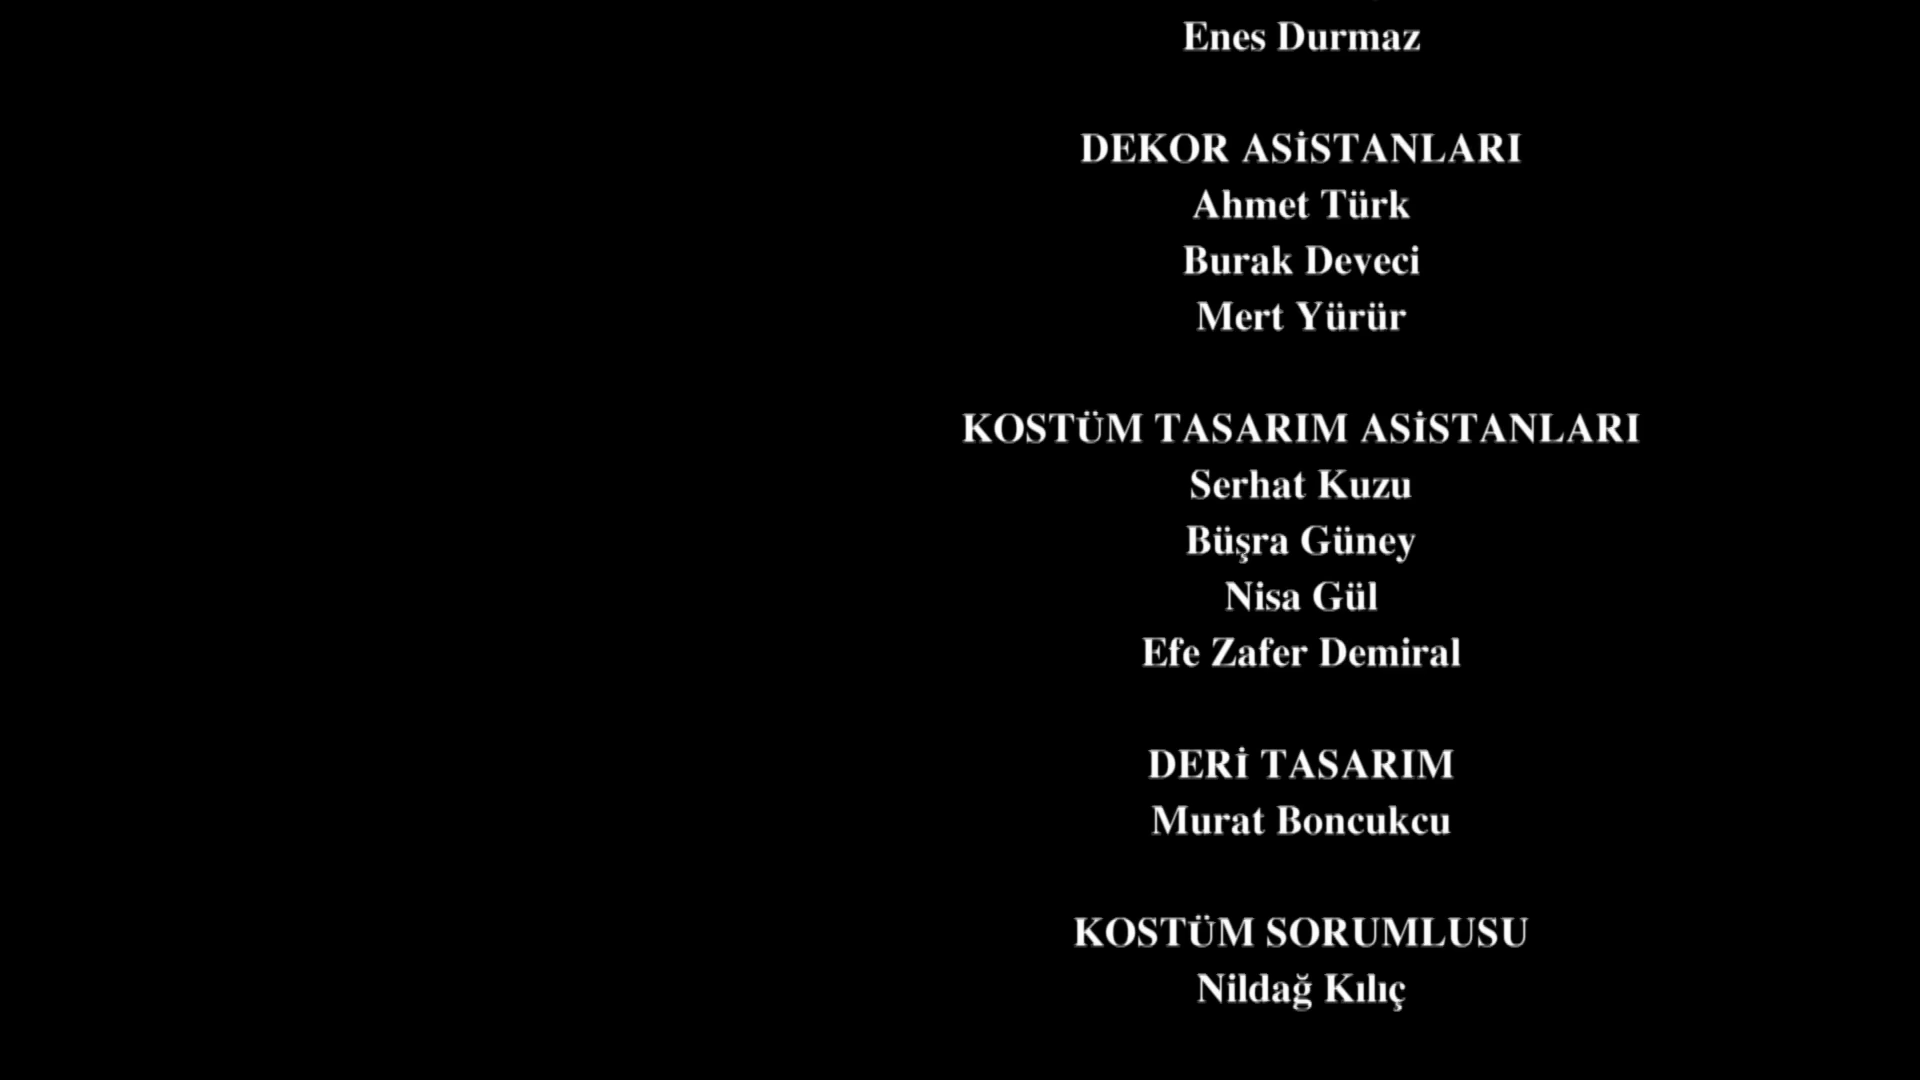 Enes Durmaz
DEKOR ASİSTANLARI
Ahmet Türk
Burak Deveci
Mert Yürür
KOSTÜM TASARIM ASİSTANLARI
Serhat Kuzu
Büşra Güney
Nisa Gül
Efe Zafer Demiral
DERİ TASARIM
Murat Boncukcu
KOSTÜM SORUMLUSU
Nildağ Kılıç